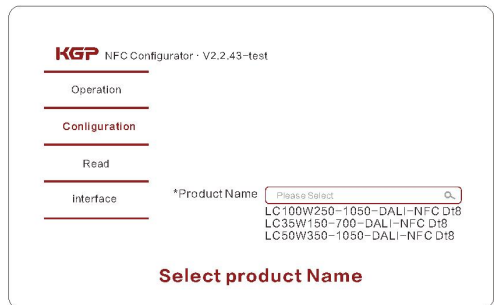 KGP NFC Configurator · V2,2,43-test
Operation
Conliguration
Read
interface
*Product Name Please Select
LC100W250-1050-DALI-NFC Dt8
LC35W150-700-DALI-NFC Dt8
LC50W350-1050-DALI-NFC Dt8
Select product Name